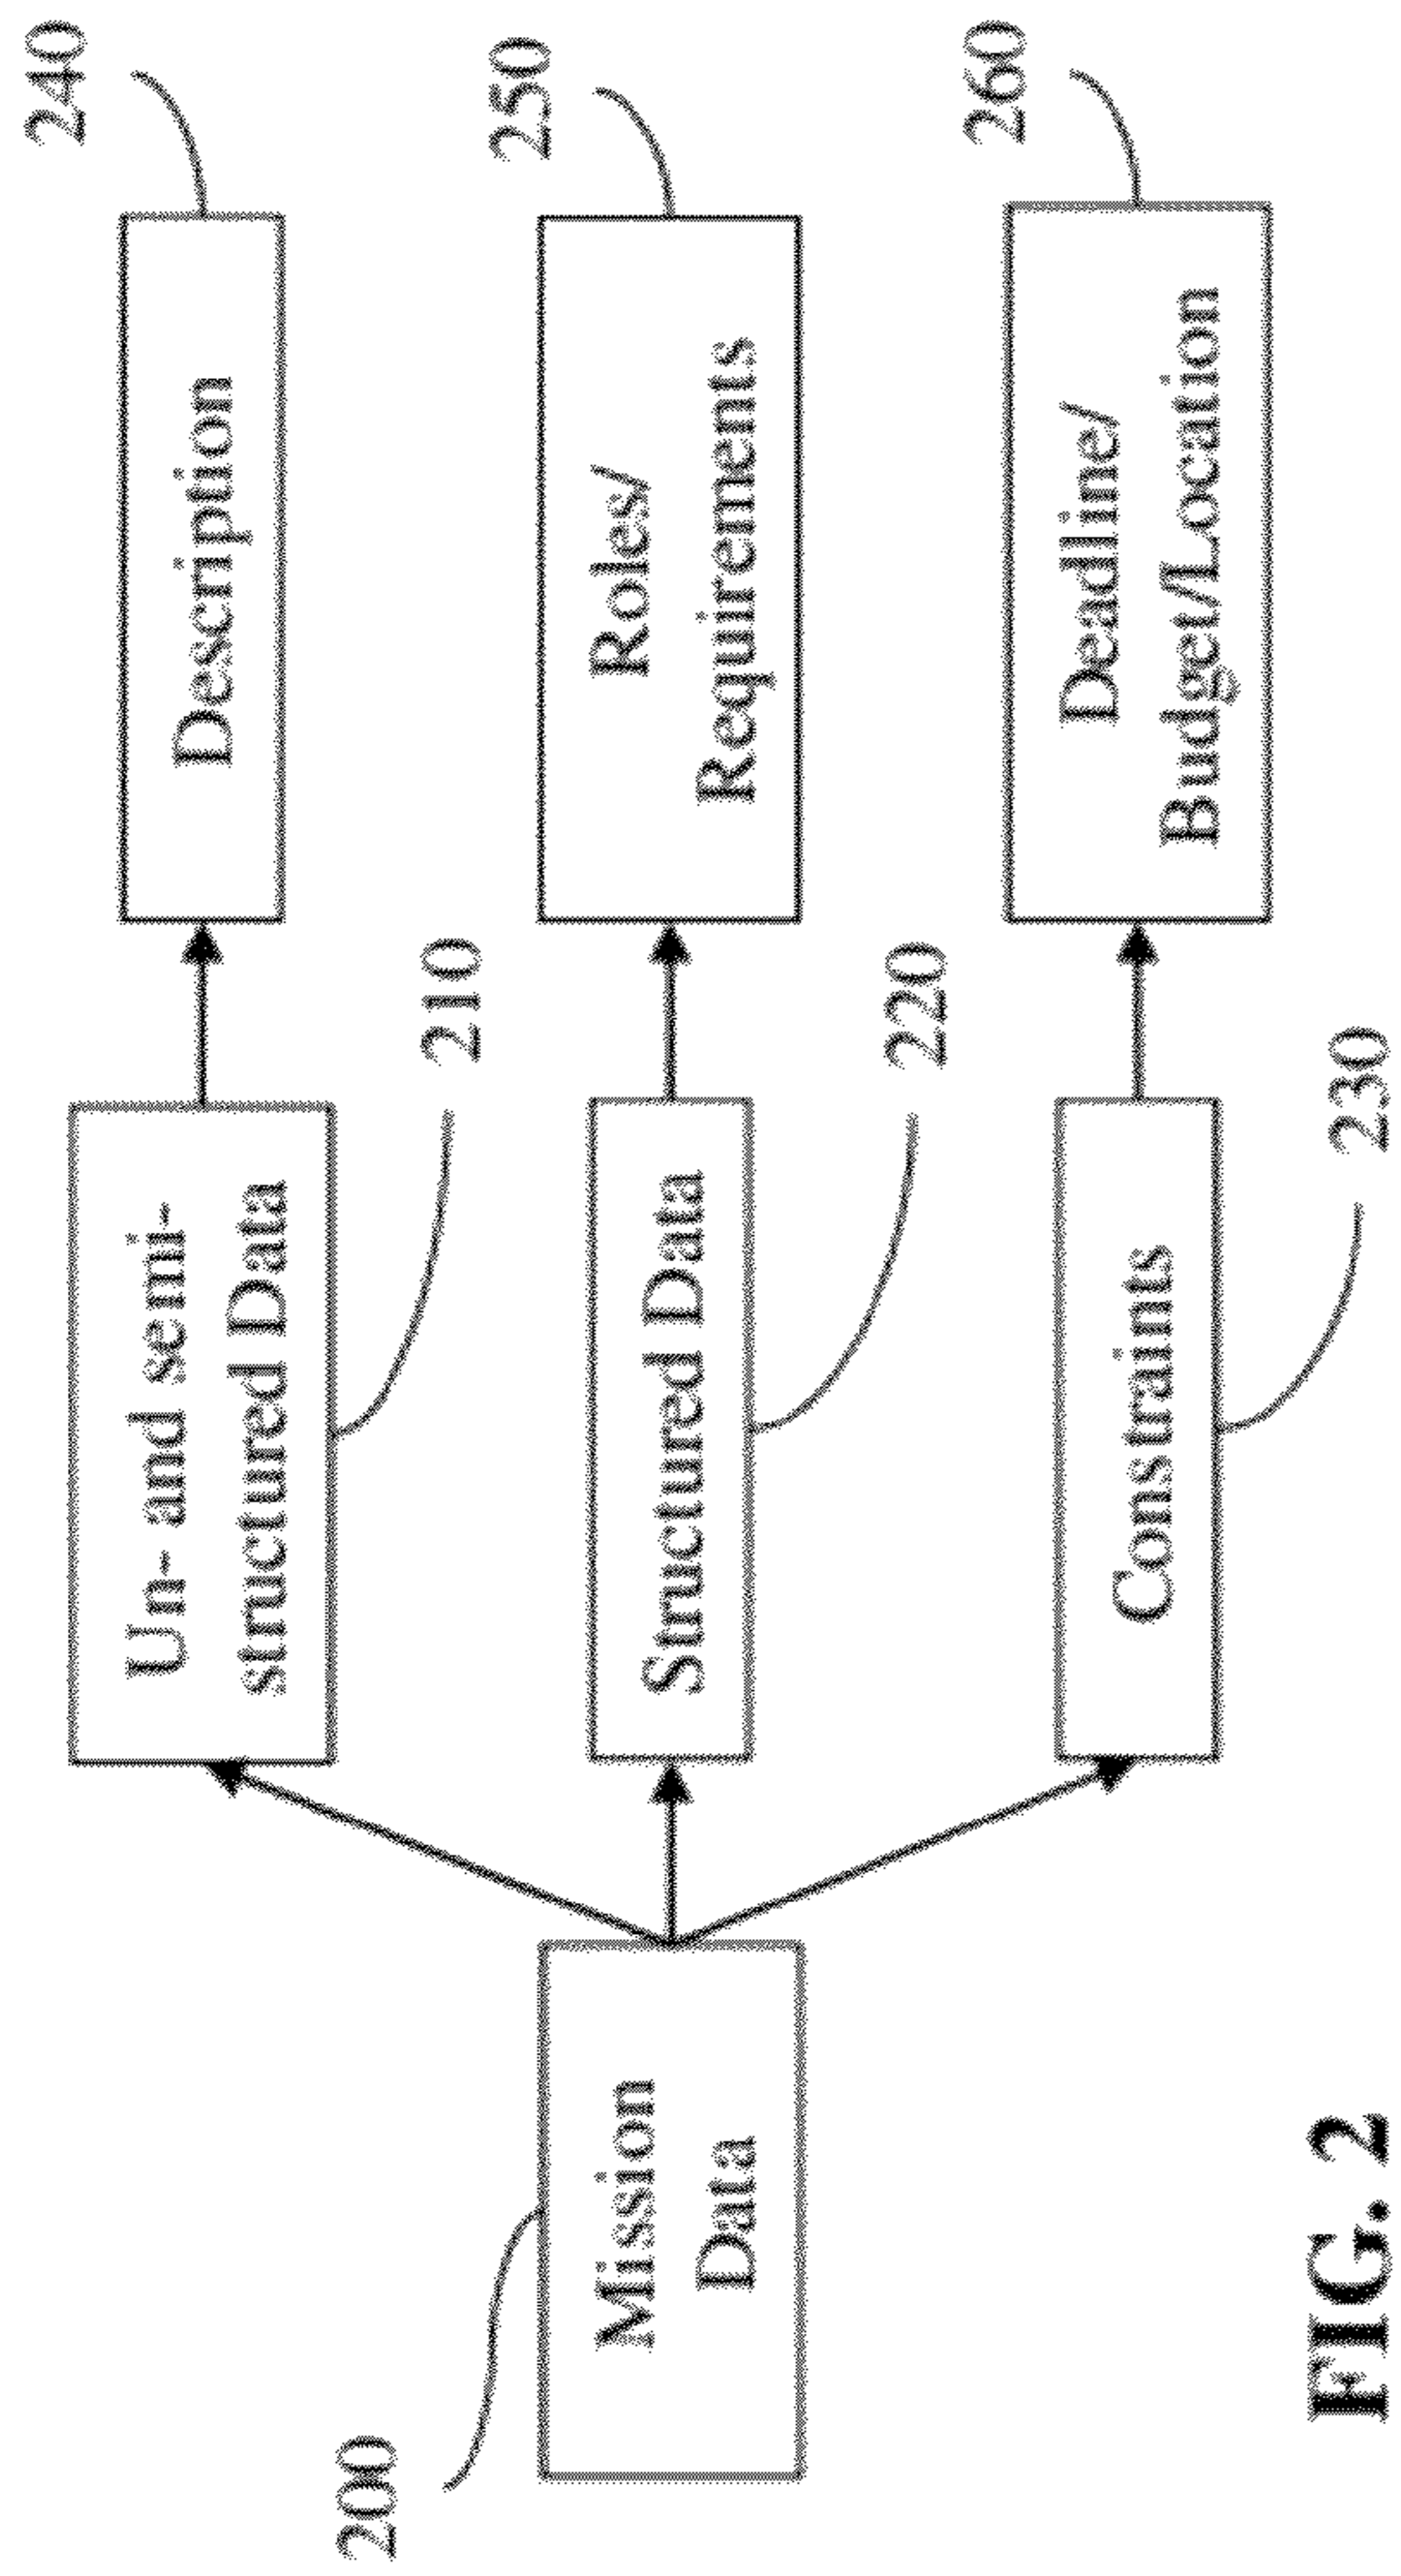 200
Mission
Data
Un- and semi-
structured Data
210
Structured Data
220
Constraints
230
Description
240
Roles/
Requirements
250
Deadline/
Budget/Location
260
FIG. 2